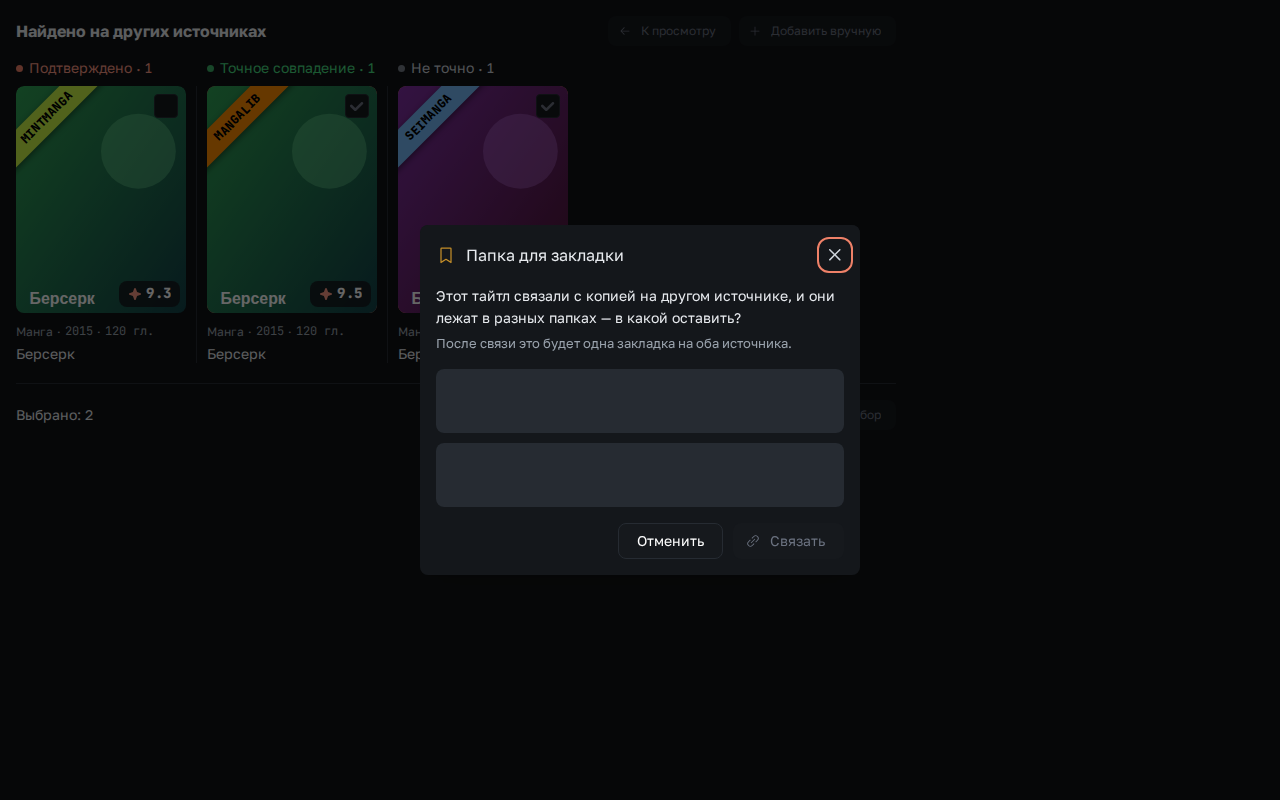 Найдено на других источниках
К просмотру
Добавить вручную
Подтверждено · 1
Точное совпадение · 1
Не точно · 1
MINTMANGA
MANGALIB
SEIMANGA
Берсерк
9.3
Берсерк
9.5
Манга · 2015 · 120 гл.
Берсерк
Манга · 2015 · 120 гл.
Берсерк
Папка для закладки
Этот тайтл связали с копией на другом источнике, и они
лежат в разных папках — в какой оставить?
После связи это будет одна закладка на оба источника.
Отменить
Связать
Выбрано: 2